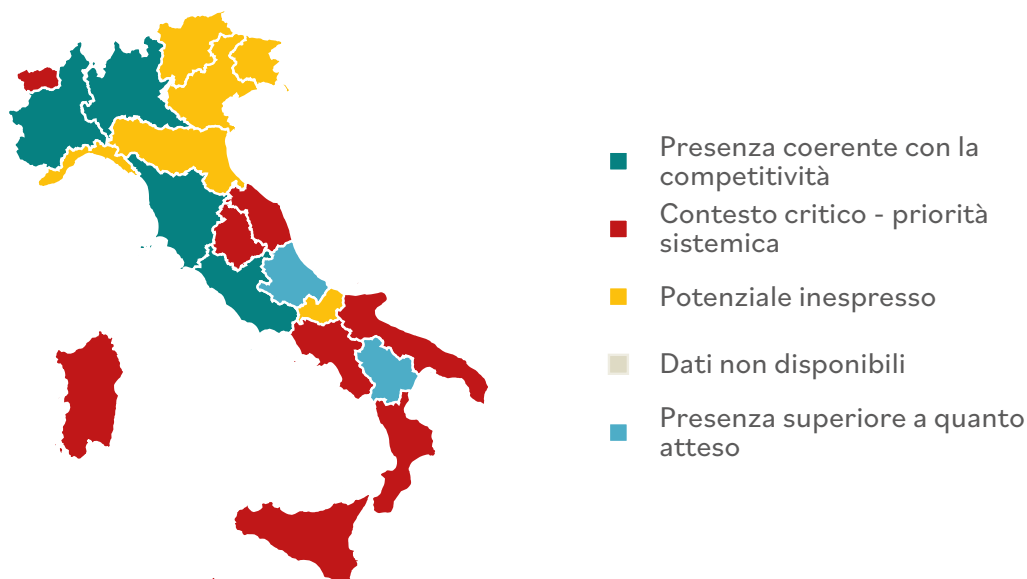 Presenza coerente con la
competitività
Contesto critico - priorità
sistemica
Potenziale inespresso
Dati non disponibili
Presenza superiore a quanto
atteso